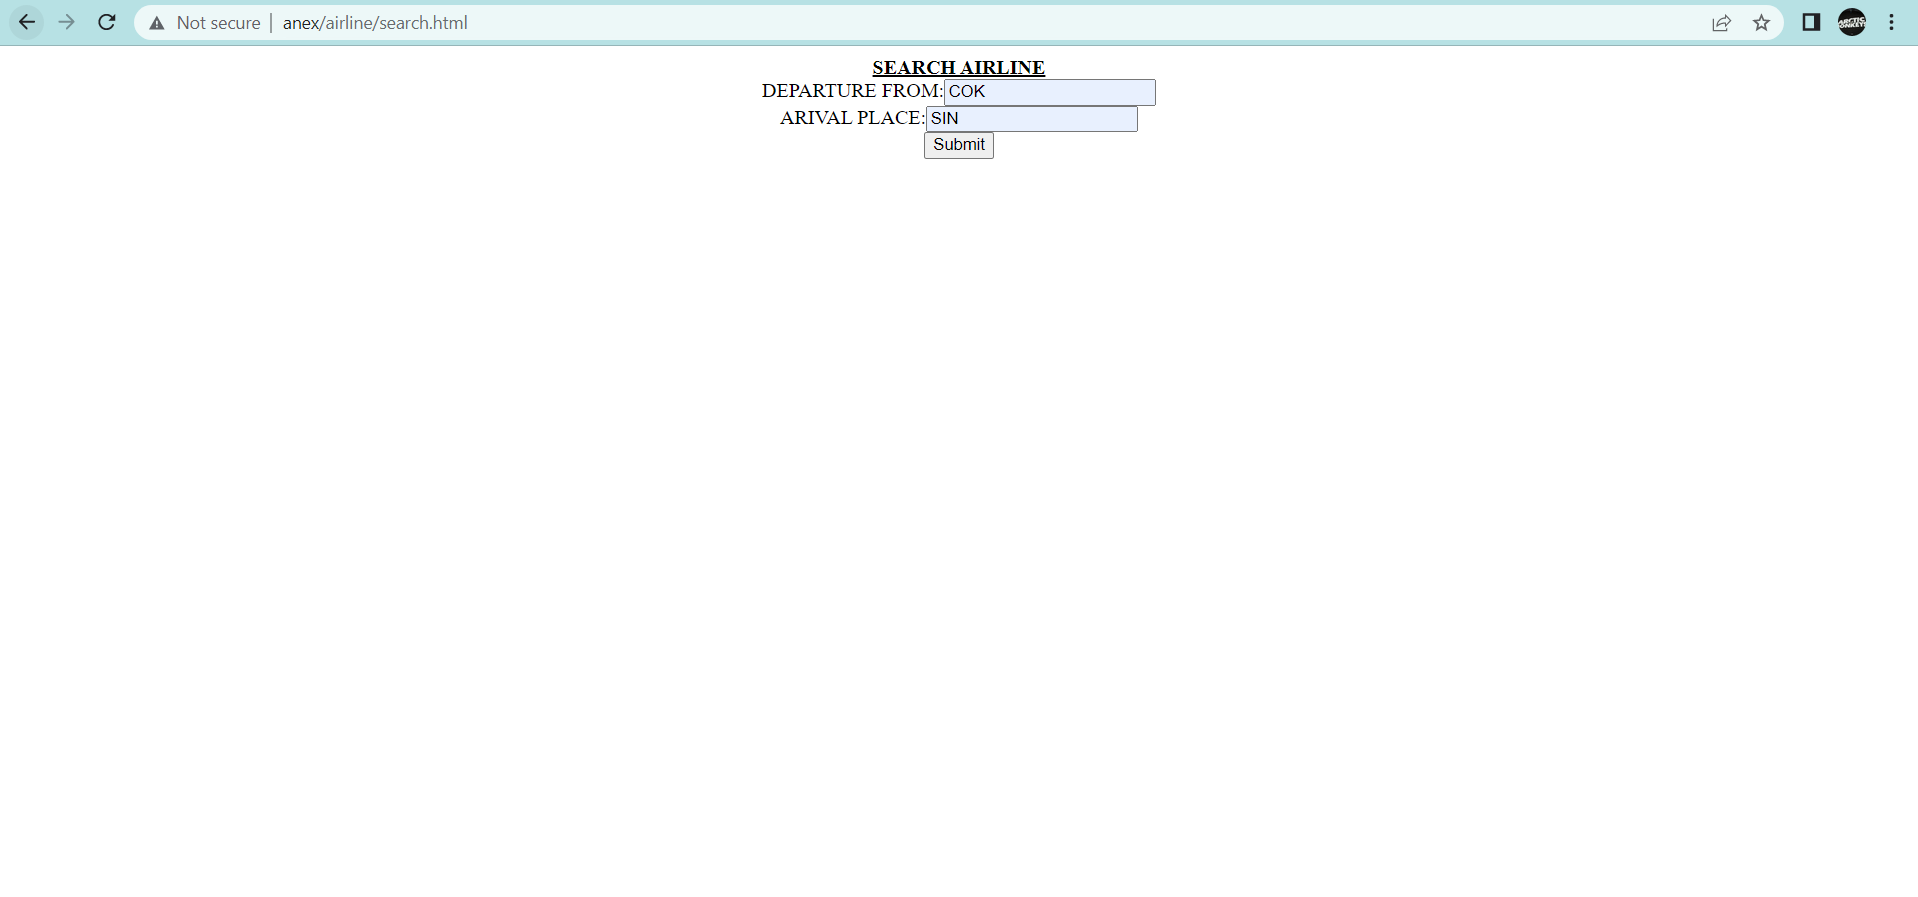 Not secure | anex/airline/search.html
SEARCH AIRLINE
DEPARTURE FROM: COK
ARIVAL PLACE: SIN
Submit